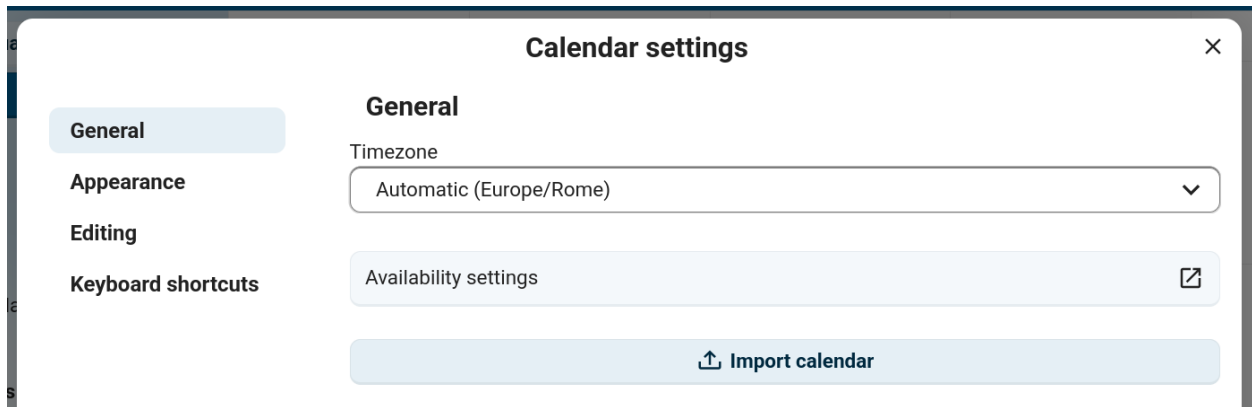 Calendar settings
General
Appearance
Editing
Keyboard shortcuts
General
Timezone
Automatic (Europe/Rome)
Availability settings
Import calendar